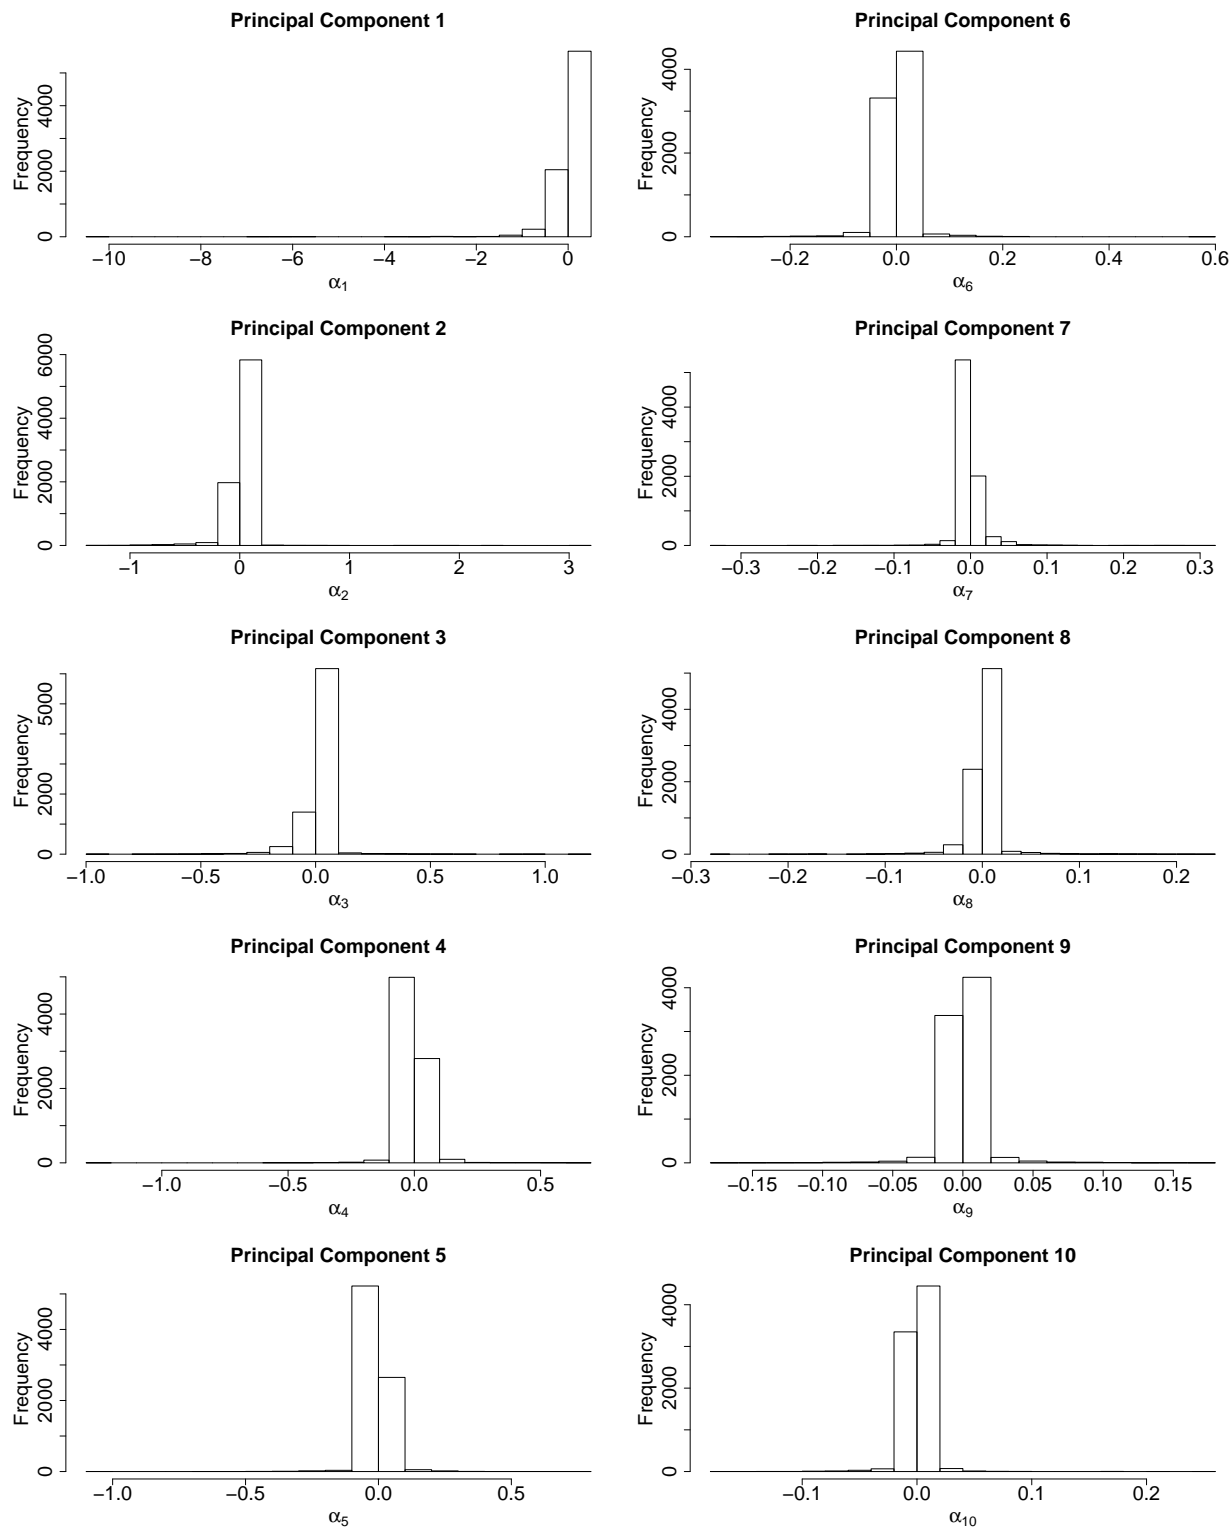 Principal Component 1
Frequency
0 2000 4000
−10 −8 −6 −4 −2 0
α1
Principal Component 2
Frequency
0 2000 4000 6000
−1 0 1 2 3
α2
Principal Component 3
Frequency
0 2000 5000
−1.0 −0.5 0.0 0.5 1.0
α3
Principal Component 4
Frequency
0 2000 4000
−1.0 −0.5 0.0 0.5
α4
Principal Component 5
Frequency
0 2000 4000
−1.0 −0.5 0.0 0.5
α5
Principal Component 6
Frequency
0 2000 4000
−0.2 0.0 0.2 0.4 0.6
α6
Principal Component 7
Frequency
0 2000 4000
−0.3 −0.2 −0.1 0.0 0.1 0.2 0.3
α7
Principal Component 8
Frequency
0 2000 4000
−0.3 −0.2 −0.1 0.0 0.1 0.2
α8
Principal Component 9
Frequency
0 2000 4000
−0.15 −0.10 −0.05 0.00 0.05 0.10 0.15
α9
Principal Component 10
Frequency
0 2000 4000
−0.1 0.0 0.1 0.2
α10